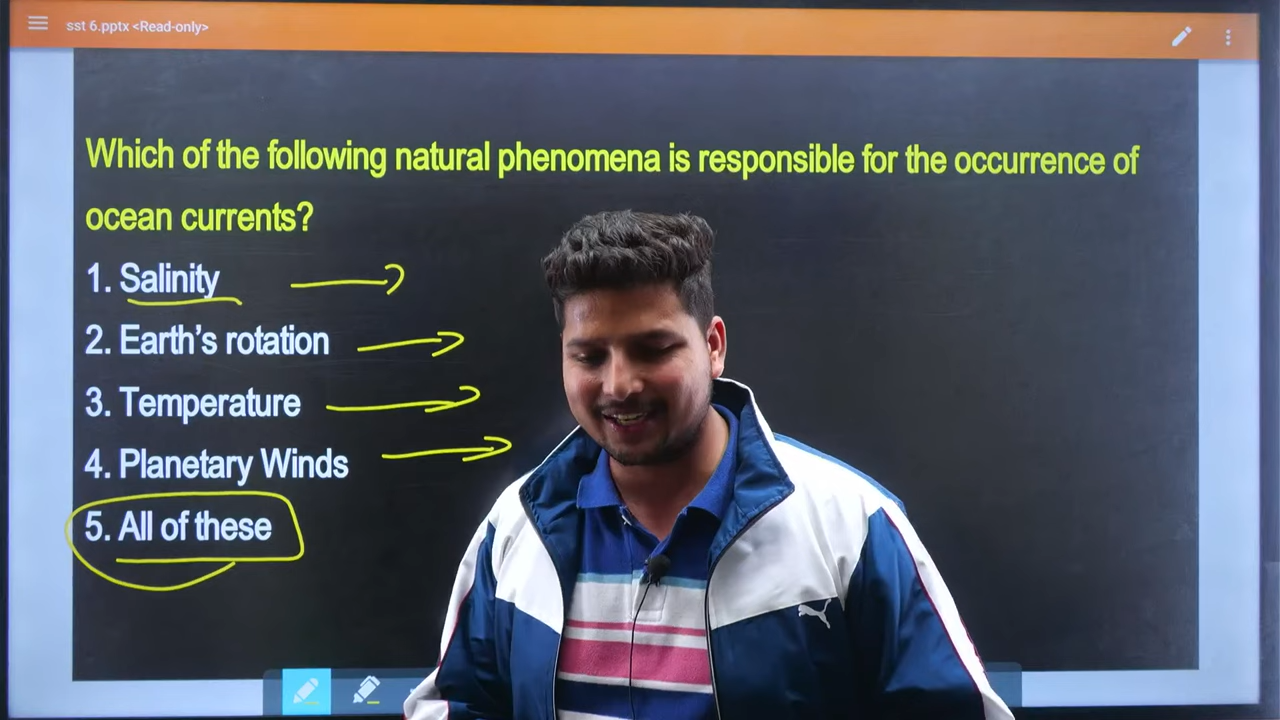 sst 6.pptx <Read-only>
Which of the following natural phenomena is responsible for the occurrence of
ocean currents?
1. Salinity
2. Earth's rotation
3. Temperature
4. Planetary Winds
5. All of these